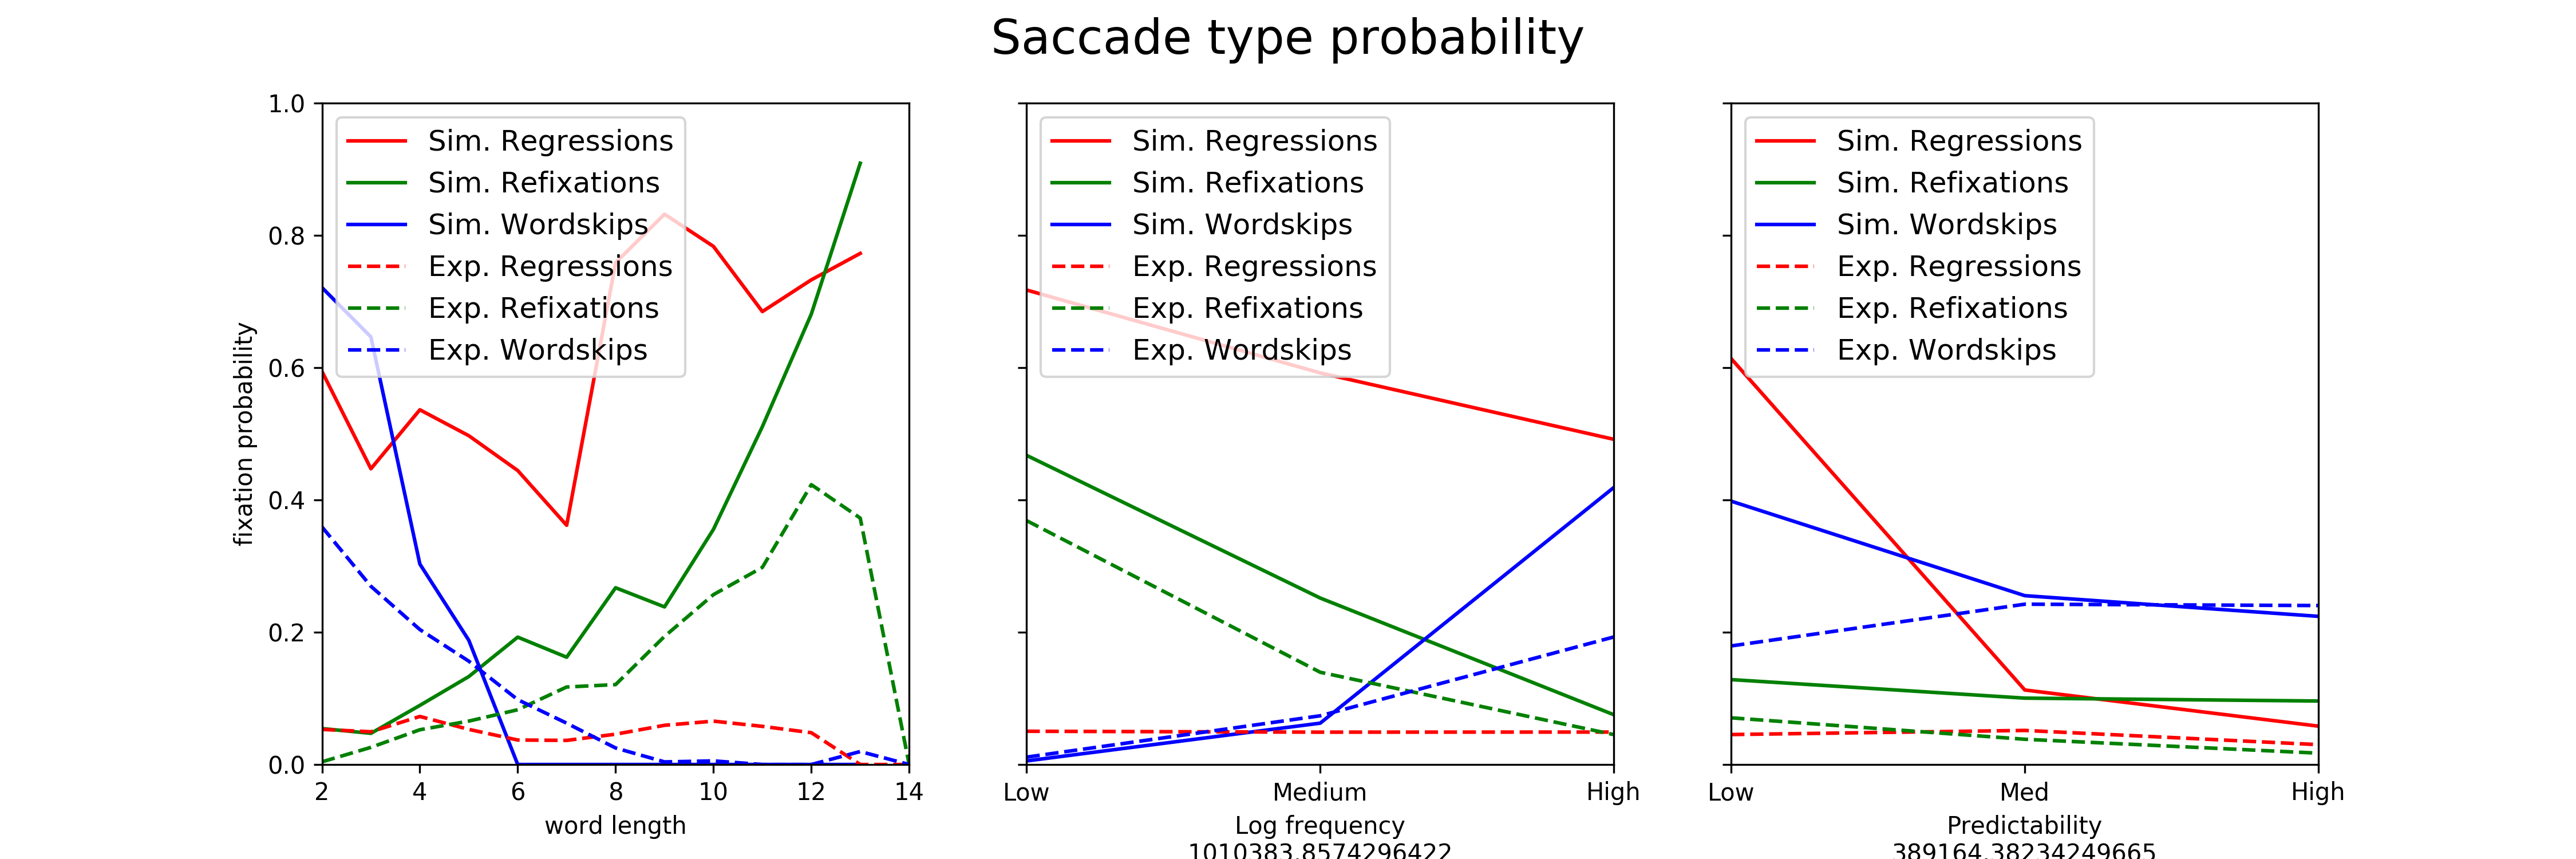 Saccade type probability
fixation probability
1.0
0.8
0.6
0.4
0.2
0.0
Sim. Regressions
Sim. Refixations
Sim. Wordskips
Exp. Regressions
Exp. Refixations
Exp. Wordskips
2 4 6 8 10 12 14
word length
Sim. Regressions
Sim. Refixations
Sim. Wordskips
Exp. Regressions
Exp. Refixations
Exp. Wordskips
Low Medium High
Log frequency
1010383.8574296422
Sim. Regressions
Sim. Refixations
Sim. Wordskips
Exp. Regressions
Exp. Refixations
Exp. Wordskips
Low Med High
Predictability
389164.38234249665